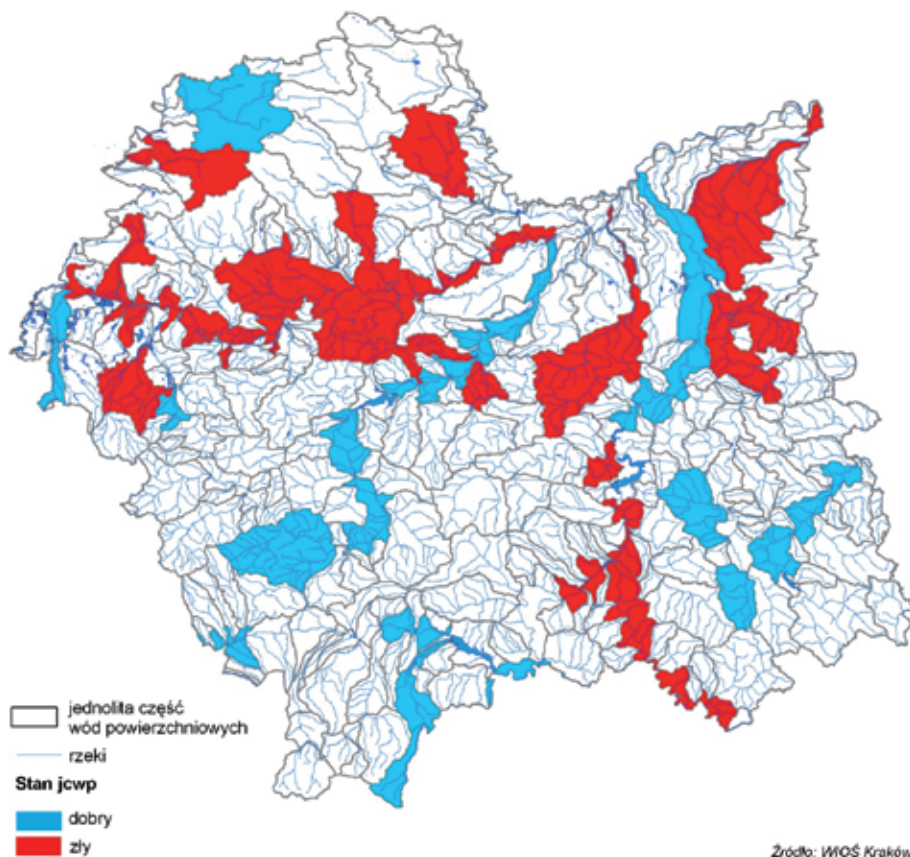 jednolita część
wód powierzchniowych
rzeki
Stan jcwp
dobry
zły
Źródło: WIOŚ Kraków